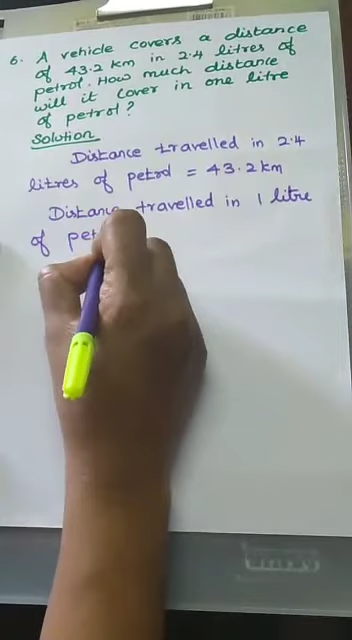 6. A vehicle covers a distance
of 43.2 km in 2.4 litres of
petrol. How much distance
will it cover in one litre
of petrol?
Solution
Distance travelled in 2.4
litres of petrol = 43.2 km
Distance travelled in 1 litre
of pet